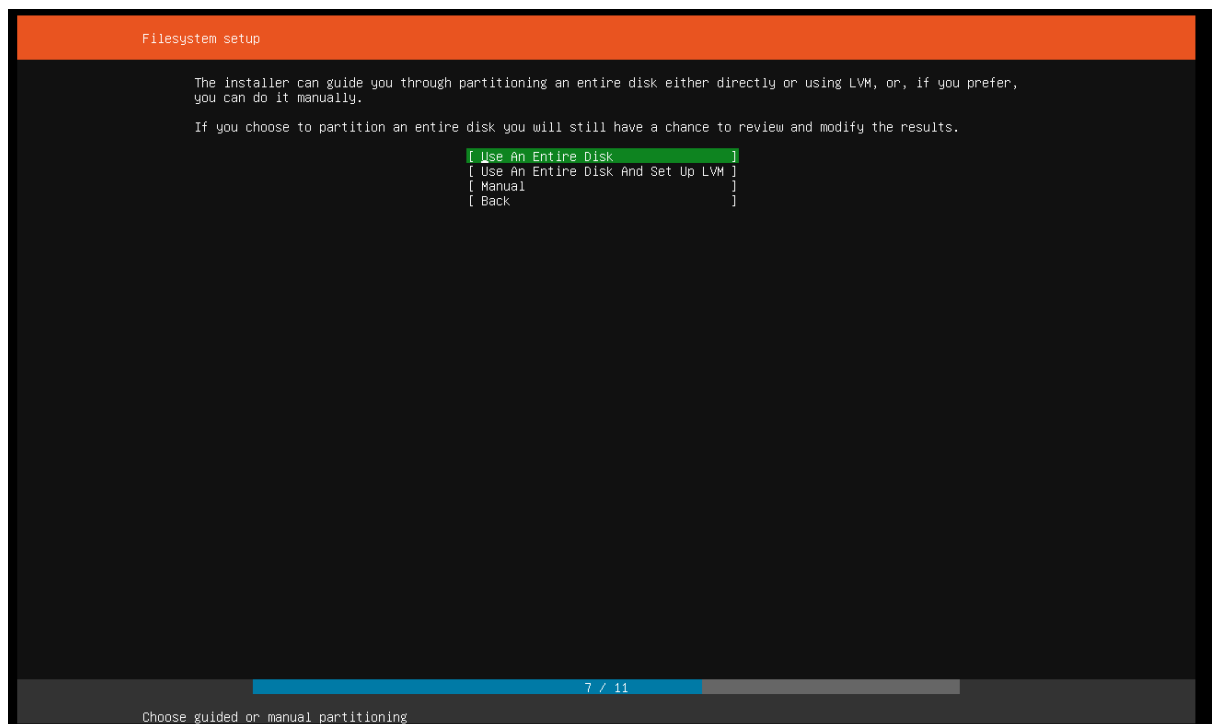 Filesystem setup
The installer can guide you through partitioning an entire disk either directly or using LVM, or, if you prefer,
you can do it manually.
If you choose to partition an entire disk you will still have a chance to review and modify the results.
[ Use An Entire Disk ]
[ Use An Entire Disk And Set Up LVM ]
[ Manual ]
[ Back ]
7 / 11
Choose guided or manual partitioning